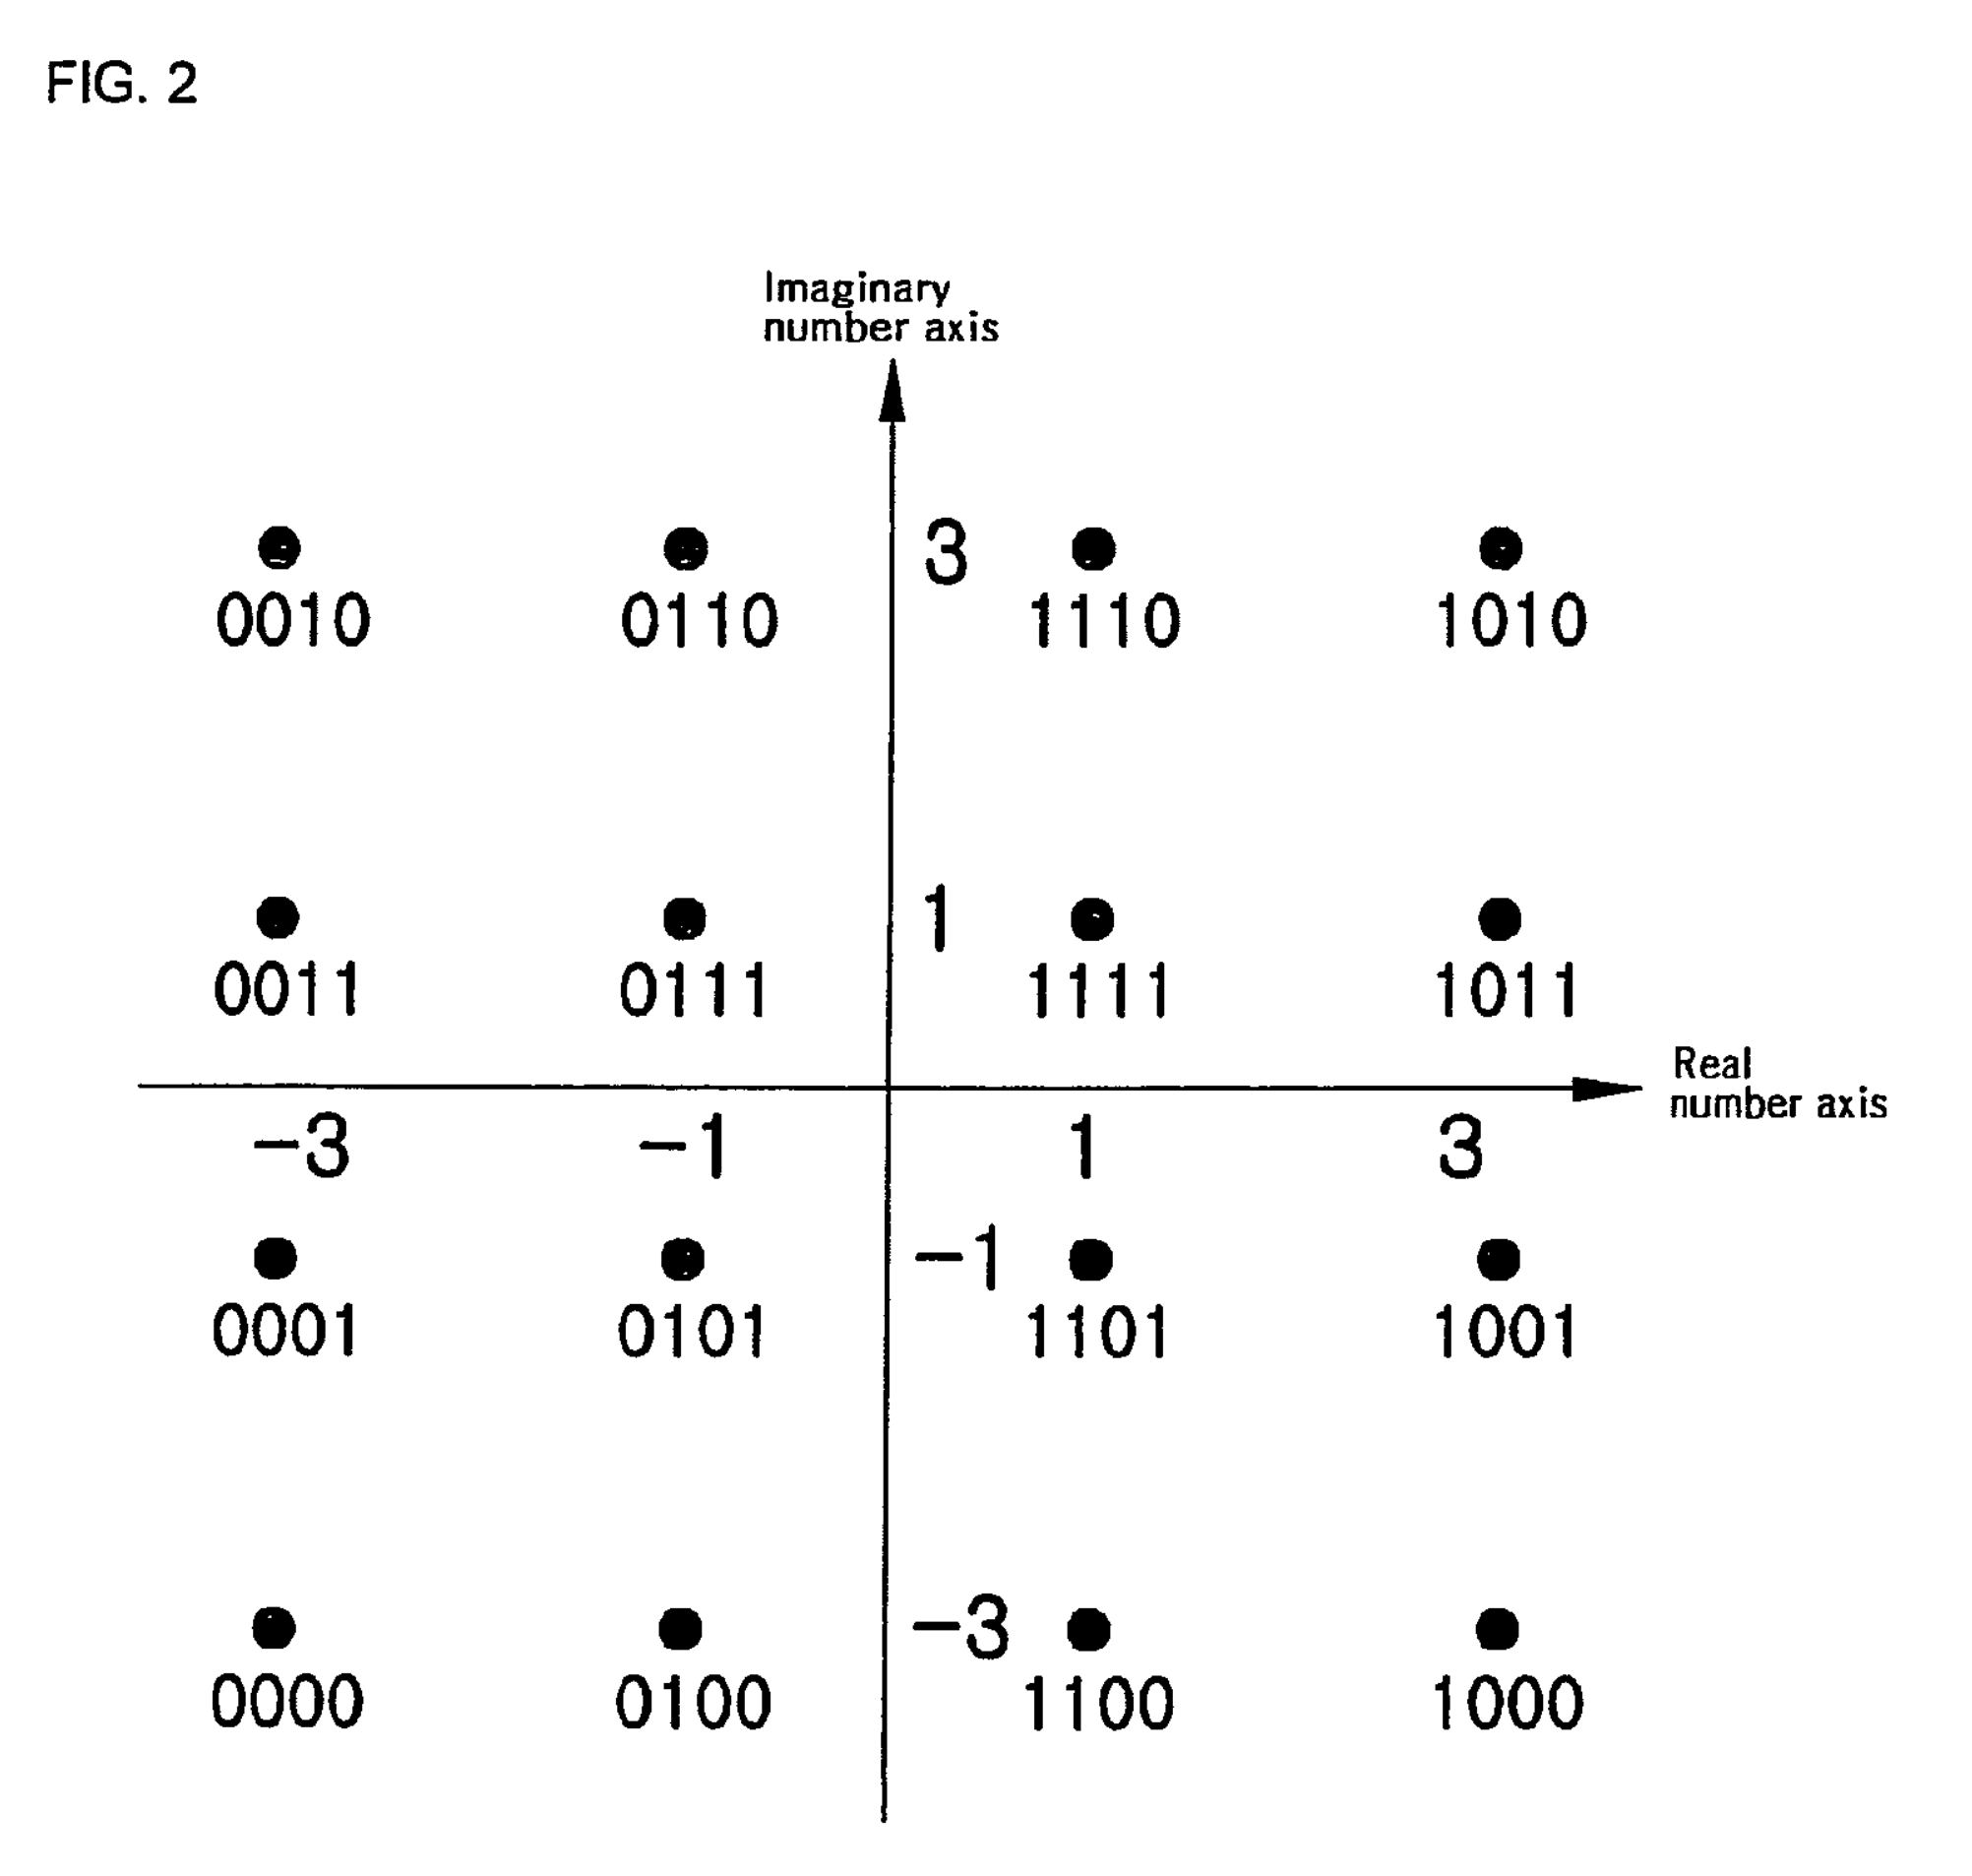 FIG. 2
Imaginary
number axis
3
0010 0110 1110 1010
1
0011 0111 1111 1011
Real
number axis
-3 -1 1 3
-1
0001 0101 1101 1001
-3
0000 0100 1100 1000